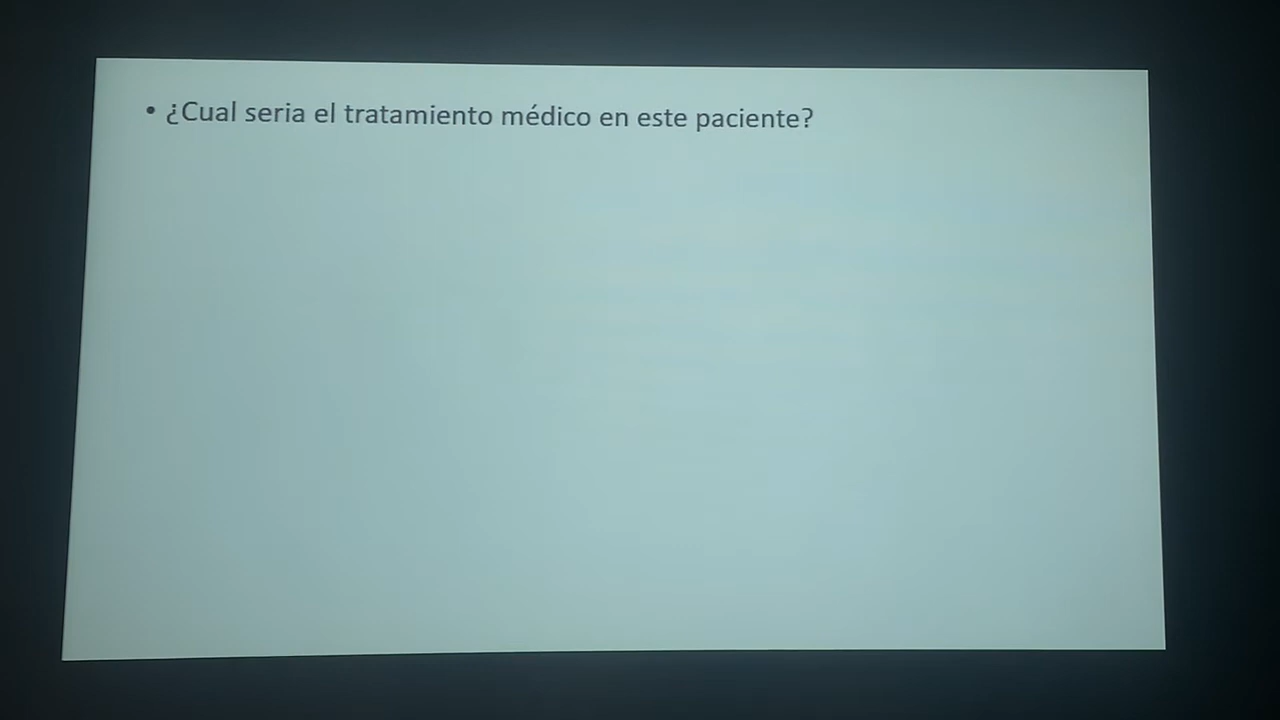 • ¿Cual seria el tratamiento médico en este paciente?